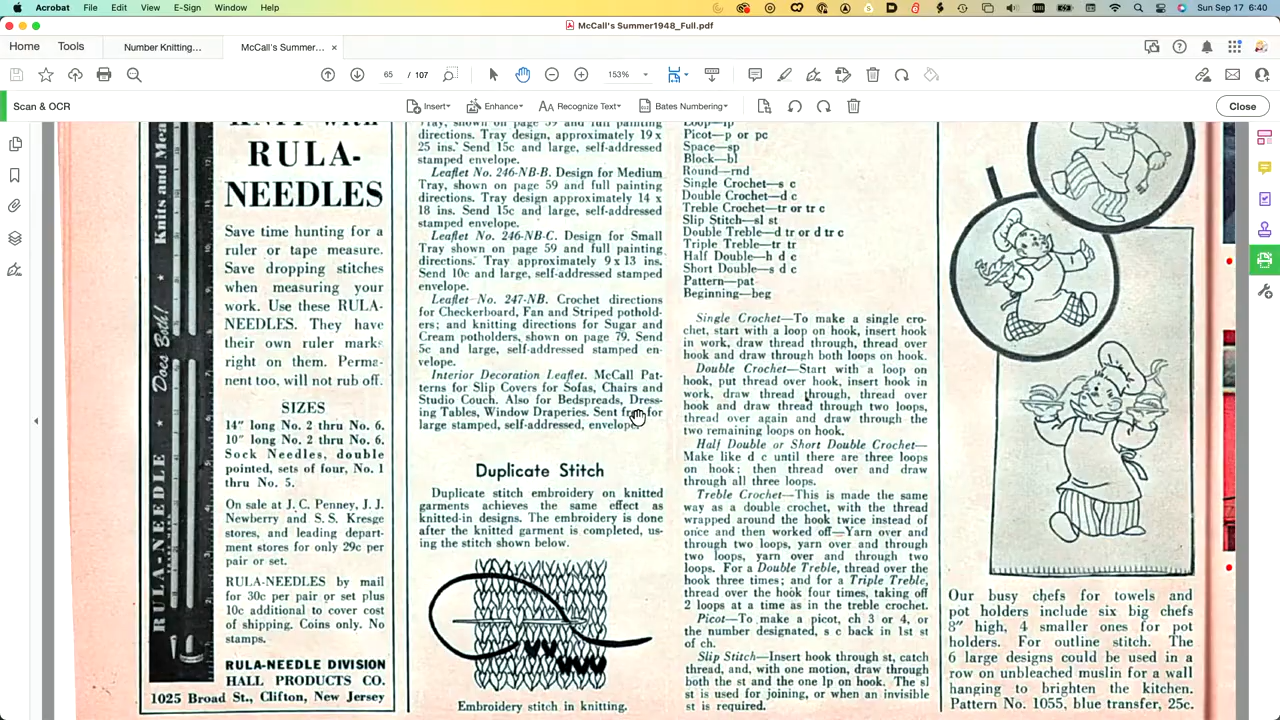 Acrobat File Edit View E-Sign Window Help
Sun Sep 17 6:40
McCall's Summer1948_Full.pdf
Home Tools Number Knitting... McCall's Summer... ×
65 / 107 153%
Scan & OCR Insert Enhance Recognize Text Bates Numbering Close
KNIT with
RULA-
NEEDLES
Save time hunting for a
ruler or tape measure.
Save dropping stitches
when measuring your
work. Use these RULA-
NEEDLES. They have
their own ruler marks
right on them. Perma-
nent too, will not rub off.
SIZES
14" long No. 2 thru No. 6.
10" long No. 2 thru No. 6.
Sock Needles, double
pointed, sets of four, No. 1
thru No. 5.
On sale at J. C. Penney, J. J.
Newberry and S. S. Kresge
stores, and leading depart-
ment stores for only 29c per
pair or set.
RULA-NEEDLES by mail
for 30c per pair or set plus
10c additional to cover cost
of shipping. Coins only. No
stamps.
RULA-NEEDLE DIVISION
HALL PRODUCTS CO.
1025 Broad St., Clifton, New Jersey
RULA-NEEDLE ★ Does Both! ★ Knits and Mea
Tray, shown on page 59 and full painting
directions. Tray design, approximately 19 x
25 ins. Send 15c and large, self-addressed
stamped envelope.
Leaflet No. 246-NB-B. Design for Medium
Tray, shown on page 59 and full painting
directions. Tray design approximately 14 x
18 ins. Send 15c and large, self-addressed
stamped envelope.
Leaflet No. 246-NB-C. Design for Small
Tray shown on page 59 and full painting
directions. Tray approximately 9 x 13 ins.
Send 10c and large, self-addressed stamped
envelope.
Leaflet No. 247-NB. Crochet directions
for Checkerboard, Fan and Striped pothold-
ers; and knitting directions for Sugar and
Cream potholders, shown on page 79. Send
5c and large, self-addressed stamped en-
velope.
Interior Decoration Leaflet. McCall Pat-
terns for Slip Covers for Sofas, Chairs and
Studio Couch. Also for Bedspreads, Dress-
ing Tables, Window Draperies. Sent free for
large stamped, self-addressed, envelope.
Duplicate Stitch
Duplicate stitch embroidery on knitted
garments achieves the same effect as
knitted-in designs. The embroidery is done
after the knitted garment is completed, us-
ing the stitch shown below.
Embroidery stitch in knitting.
Loop—lp
Picot—p or pc
Space—sp
Block—bl
Round—rnd
Single Crochet—s c
Double Crochet—d c
Treble Crochet—tr or tr c
Slip Stitch—sl st
Double Treble—d tr or d tr c
Triple Treble—tr tr
Half Double—h d c
Short Double—s d c
Pattern—pat
Beginning—beg
Single Crochet—To make a single cro-
chet, start with a loop on hook, insert hook
in work, draw thread through, thread over
hook and draw through both loops on hook.
Double Crochet—Start with a loop on
hook, put thread over hook, insert hook in
work, draw thread through, thread over
hook and draw thread through two loops,
thread over again and draw through the
two remaining loops on hook.
Half Double or Short Double Crochet—
Make like d c until there are three loops
on hook; then thread over and draw
through all three loops.
Treble Crochet—This is made the same
way as a double crochet, with the thread
wrapped around the hook twice instead of
once and then worked off—Yarn over and
through two loops, yarn over and through
two loops, yarn over and through two
loops. For a Double Treble, thread over the
hook three times; and for a Triple Treble,
thread over the hook four times, taking off
2 loops at a time as in the treble crochet.
Picot—To make a picot, ch 3 or 4, or
the number designated, s c back in 1st st
of ch.
Slip Stitch—Insert hook through st, catch
thread, and, with one motion, draw through
both the st and the one lp on hook. The sl
st is used for joining, or when an invisible
st is required.
Our busy chefs for towels and
pot holders include six big chefs
8" high, 4 smaller ones for pot
holders. For outline stitch. The
6 large designs could be used in a
row on unbleached muslin for a wall
hanging to brighten the kitchen.
Pattern No. 1055, blue transfer, 25c.